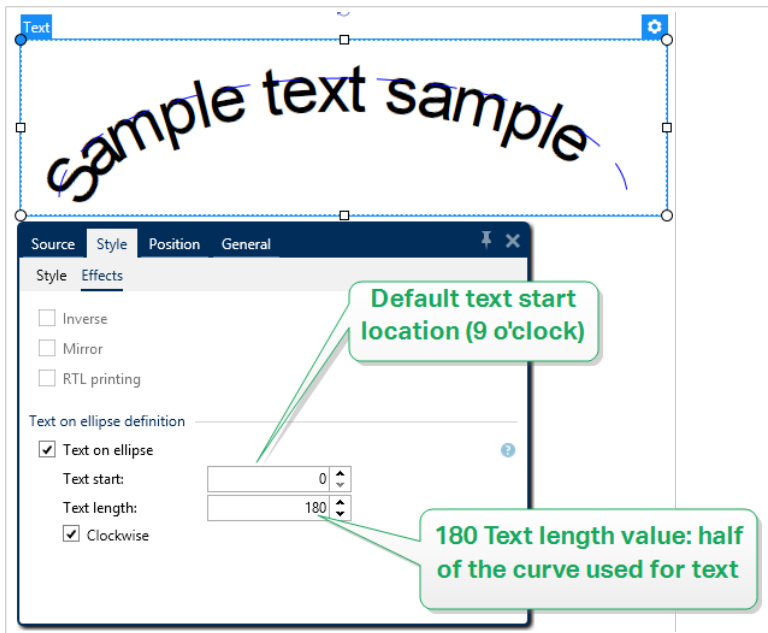 Text
Sample text sample
Source Style Position General
Style Effects
Default text start
location (9 o'clock)
Inverse
Mirror
RTL printing
Text on ellipse definition
Text on ellipse ?
Text start: 0
Text length: 180
Clockwise
180 Text length value: half
of the curve used for text